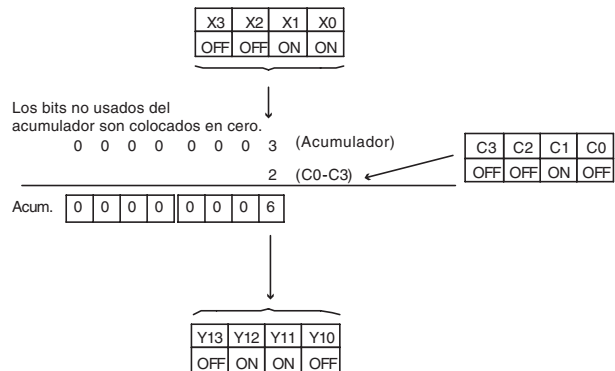 X3 X2 X1 X0
OFF OFF ON ON
Los bits no usados del
acumulador son colocados en cero.
0 0 0 0 0 0 0 3 (Acumulador)
C3 C2 C1 C0
2 (C0-C3)
OFF OFF ON OFF
Acum. 0 0 0 0 0 0 0 6
Y13 Y12 Y11 Y10
OFF ON ON OFF